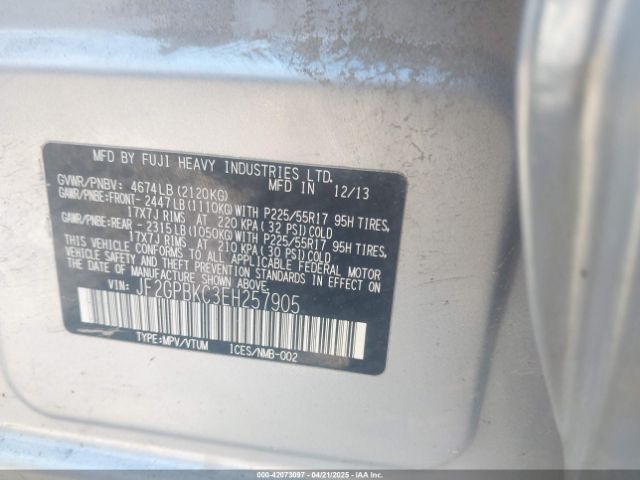 MFD BY FUJI HEAVY INDUSTRIES LTD.
MFD IN 12/13
GVWR/PNBV: 4674LB(2120KG)
GAWR/PNBE:FRONT- 2447LB(1110KG) WITH P225/55R17 95H TIRES,
17X7J RIMS AT 220 KPA(32 PSI)COLD
GAWR/PNBE:REAR - 2315LB(1050KG) WITH P225/55R17 95H TIRES,
17X7J RIMS AT 210 KPA(30 PSI)COLD
THIS VEHICLE CONFORMS TO ALL APPLICABLE FEDERAL MOTOR
VEHICLE SAFETY AND THEFT PREVENTION STANDARDS IN EFFECT ON
THE DATE OF MANUFACTURE SHOWN ABOVE.
VIN: JF2GPBKC3EH257905
TYPE:MPV/VTUM ICES/NMB-002
© IAA 000-42073097 04/21/2025 © IAA